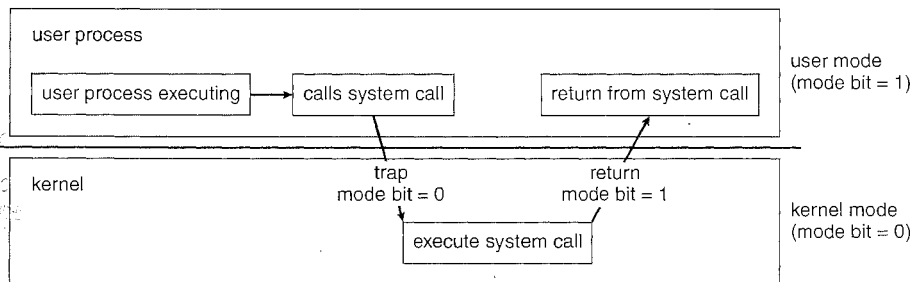 user process
user process executing
calls system call
return from system call
user mode
(mode bit = 1)
kernel
trap
mode bit = 0
return
mode bit = 1
execute system call
kernel mode
(mode bit = 0)